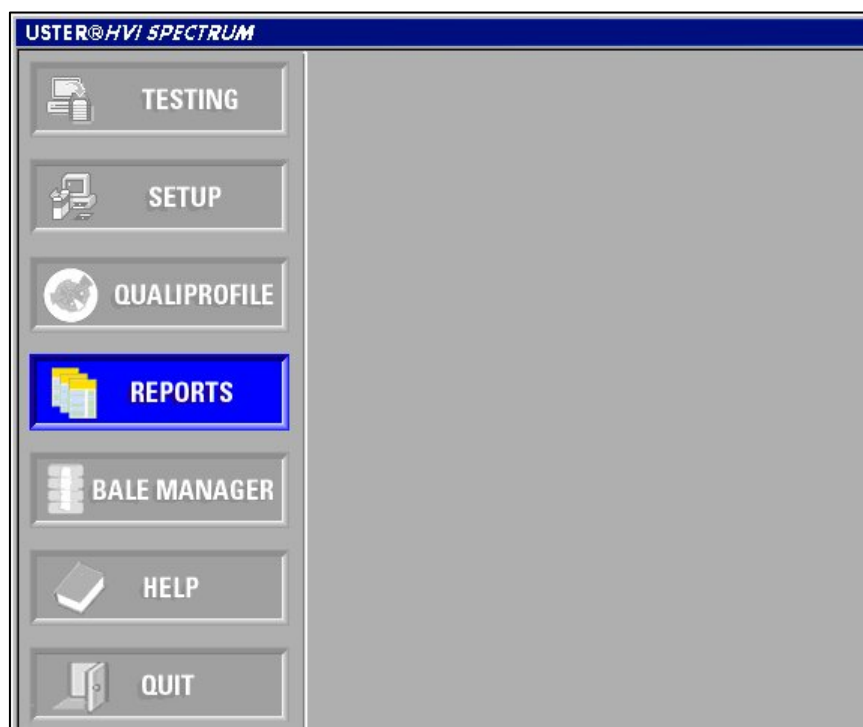 USTER®HVI SPECTRUM
TESTING
SETUP
QUALIPROFILE
REPORTS
BALE MANAGER
HELP
QUIT